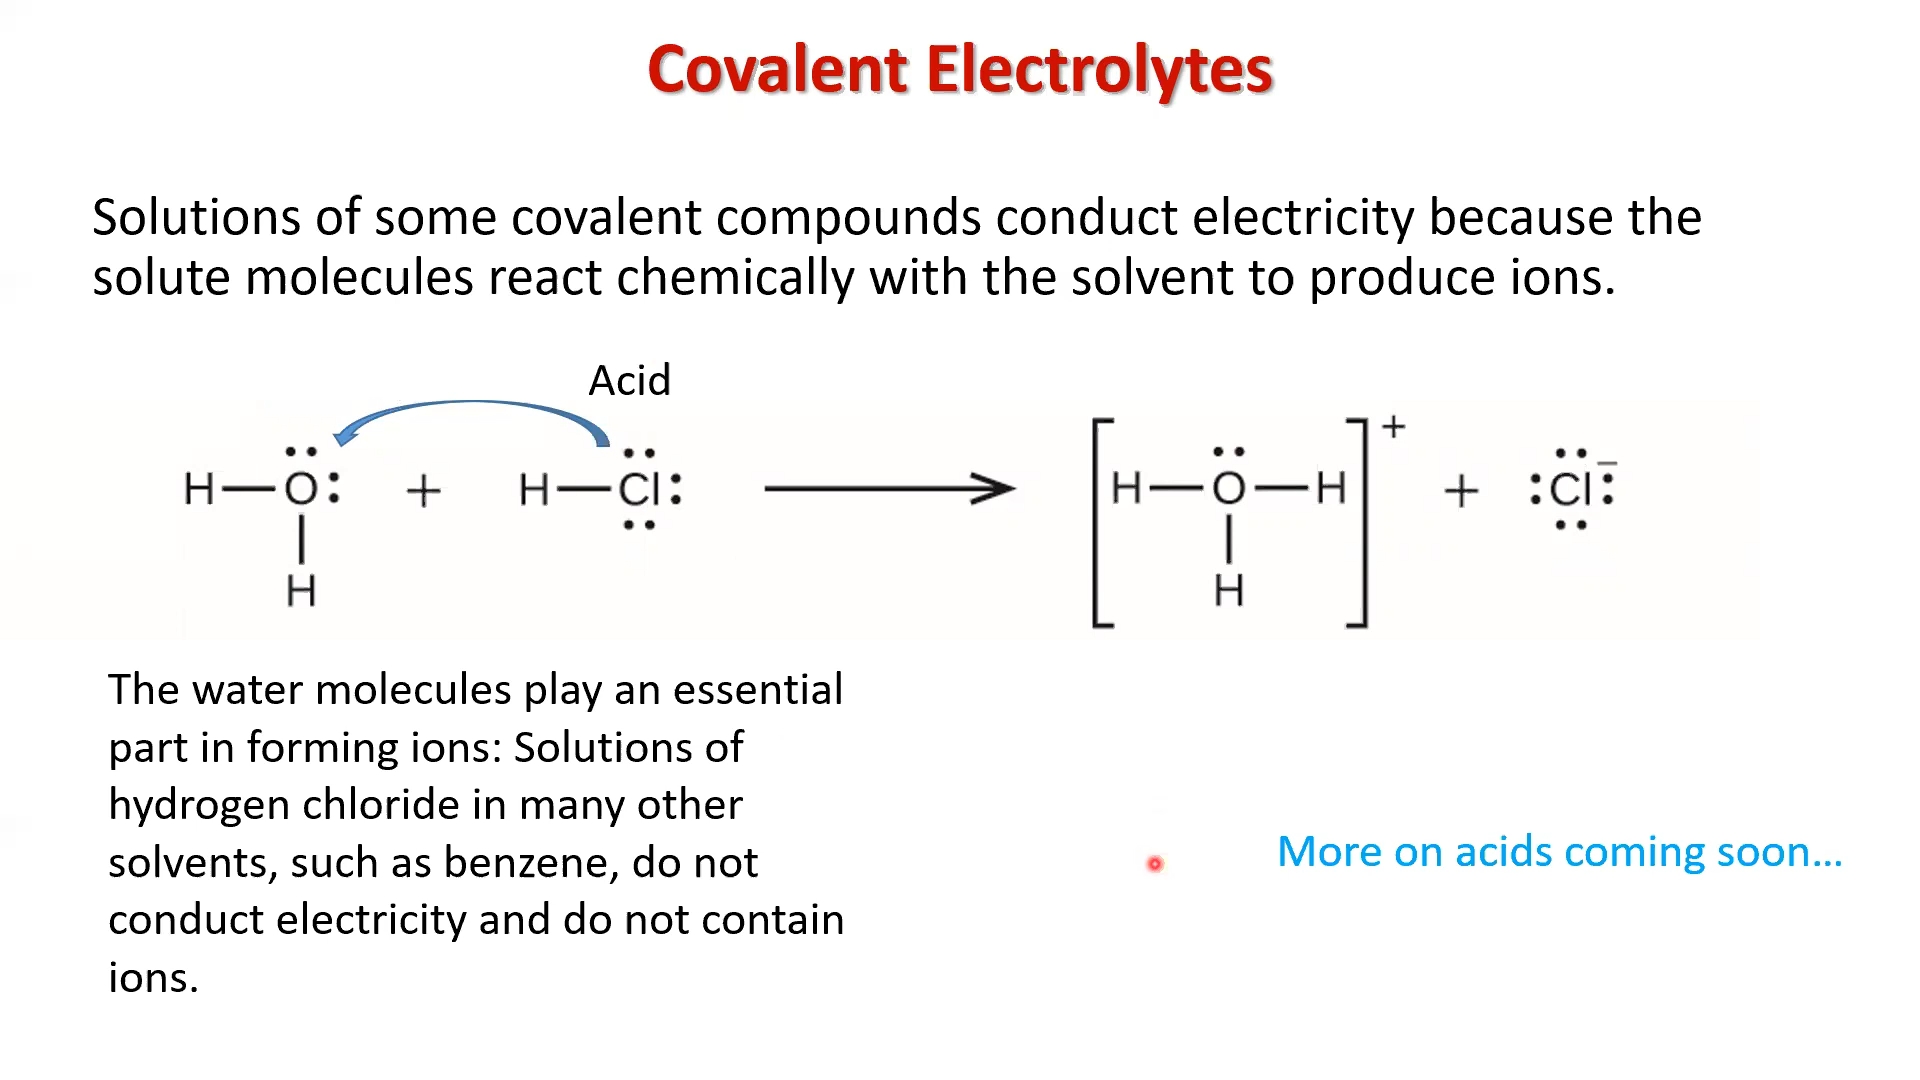 Covalent Electrolytes
Solutions of some covalent compounds conduct electricity because the
solute molecules react chemically with the solvent to produce ions.
Acid
H—O: + H—Cl: ⟶ [H—O—H]⁺ + :Cl:⁻
H H
The water molecules play an essential
part in forming ions: Solutions of
hydrogen chloride in many other
solvents, such as benzene, do not
conduct electricity and do not contain
ions.
More on acids coming soon...